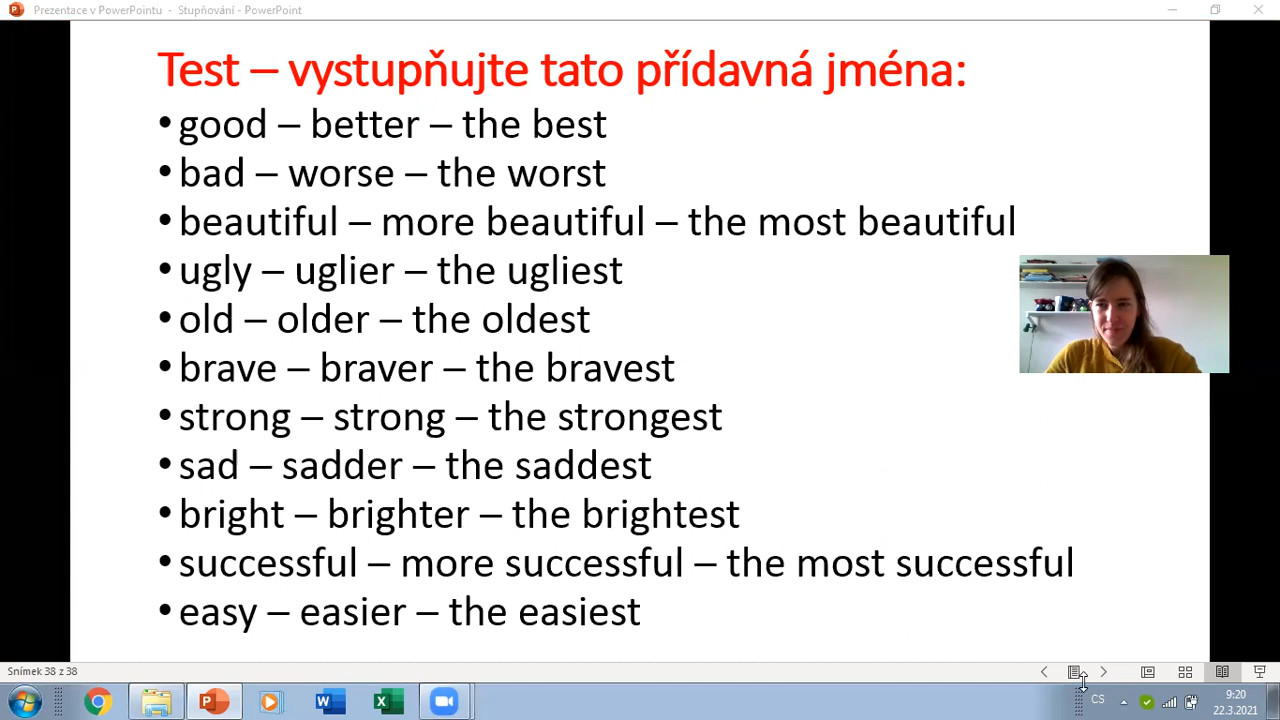 Prezentace v PowerPointu - Stupňování - PowerPoint
Test – vystupňujte tato přídavná jména:
•good – better – the best
•bad – worse – the worst
•beautiful – more beautiful – the most beautiful
•ugly – uglier – the ugliest
•old – older – the oldest
•brave – braver – the bravest
•strong – strong – the strongest
•sad – sadder – the saddest
•bright – brighter – the brightest
•successful – more successful – the most successful
•easy – easier – the easiest
Snímek 38 z 38
CS
9:20
22.3.2021